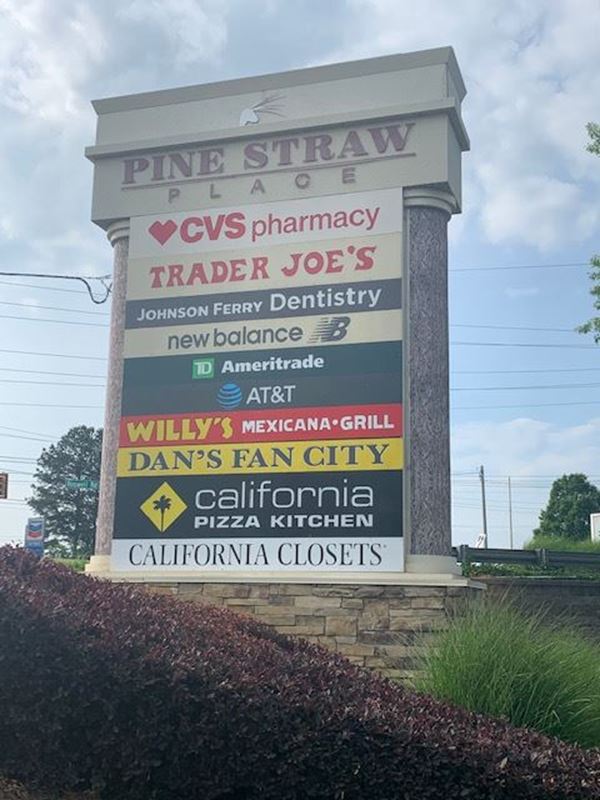 PINE STRAW
PLACE
CVS pharmacy
TRADER JOE'S
JOHNSON FERRY DENTISTRY
new balance NB
TD Ameritrade
AT&T
WILLY'S MEXICANA•GRILL
DAN'S FAN CITY
california
PIZZA KITCHEN
CALIFORNIA CLOSETS